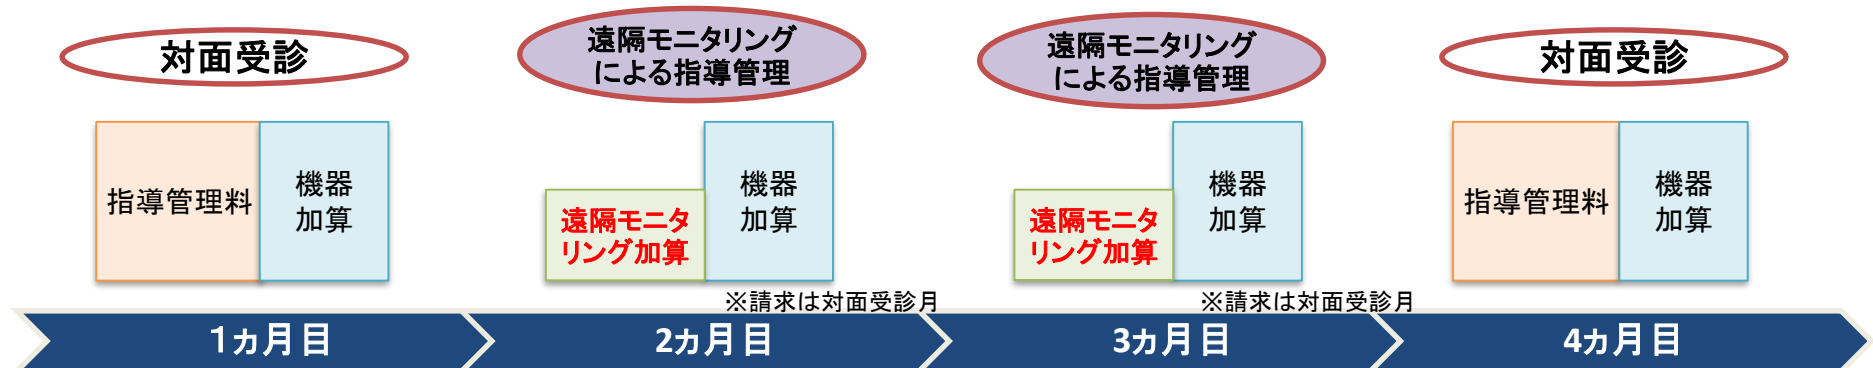 対面受診
遠隔モニタリング
による指導管理
遠隔モニタリング
による指導管理
対面受診
指導管理料
機器
加算
遠隔モニタ
リング加算
機器
加算
遠隔モニタ
リング加算
機器
加算
指導管理料
機器
加算
※請求は対面受診月
※請求は対面受診月
1ヵ月目
2ヵ月目
3ヵ月目
4ヵ月目